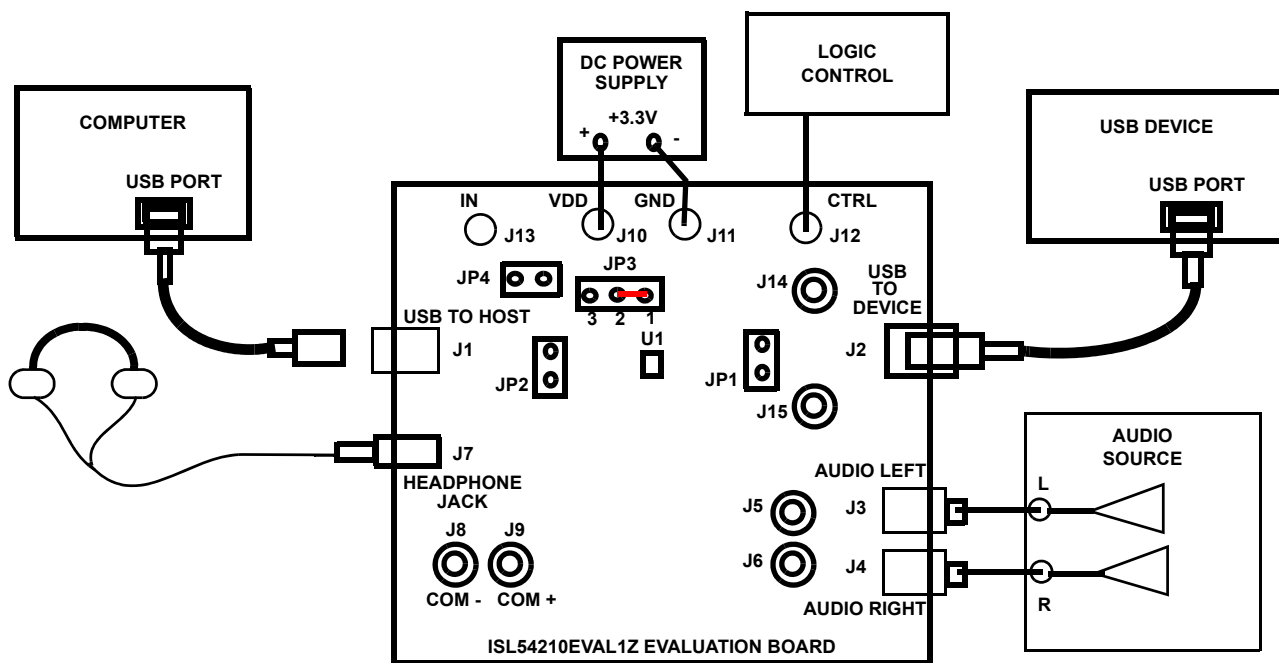 DC POWER
SUPPLY
+3.3V
+ -
LOGIC
CONTROL
COMPUTER
USB PORT
USB DEVICE
USB PORT
IN
J13
VDD
J10
GND
J11
CTRL
J12
JP4
JP3
3 2 1
J14
USB
TO
DEVICE
USB TO HOST
J1
JP2
U1
JP1
J2
J15
J7
HEADPHONE
JACK
J8 J9
COM - COM +
AUDIO LEFT
J5
J3
J6
J4
AUDIO RIGHT
AUDIO
SOURCE
L
R
ISL54210EVAL1Z EVALUATION BOARD